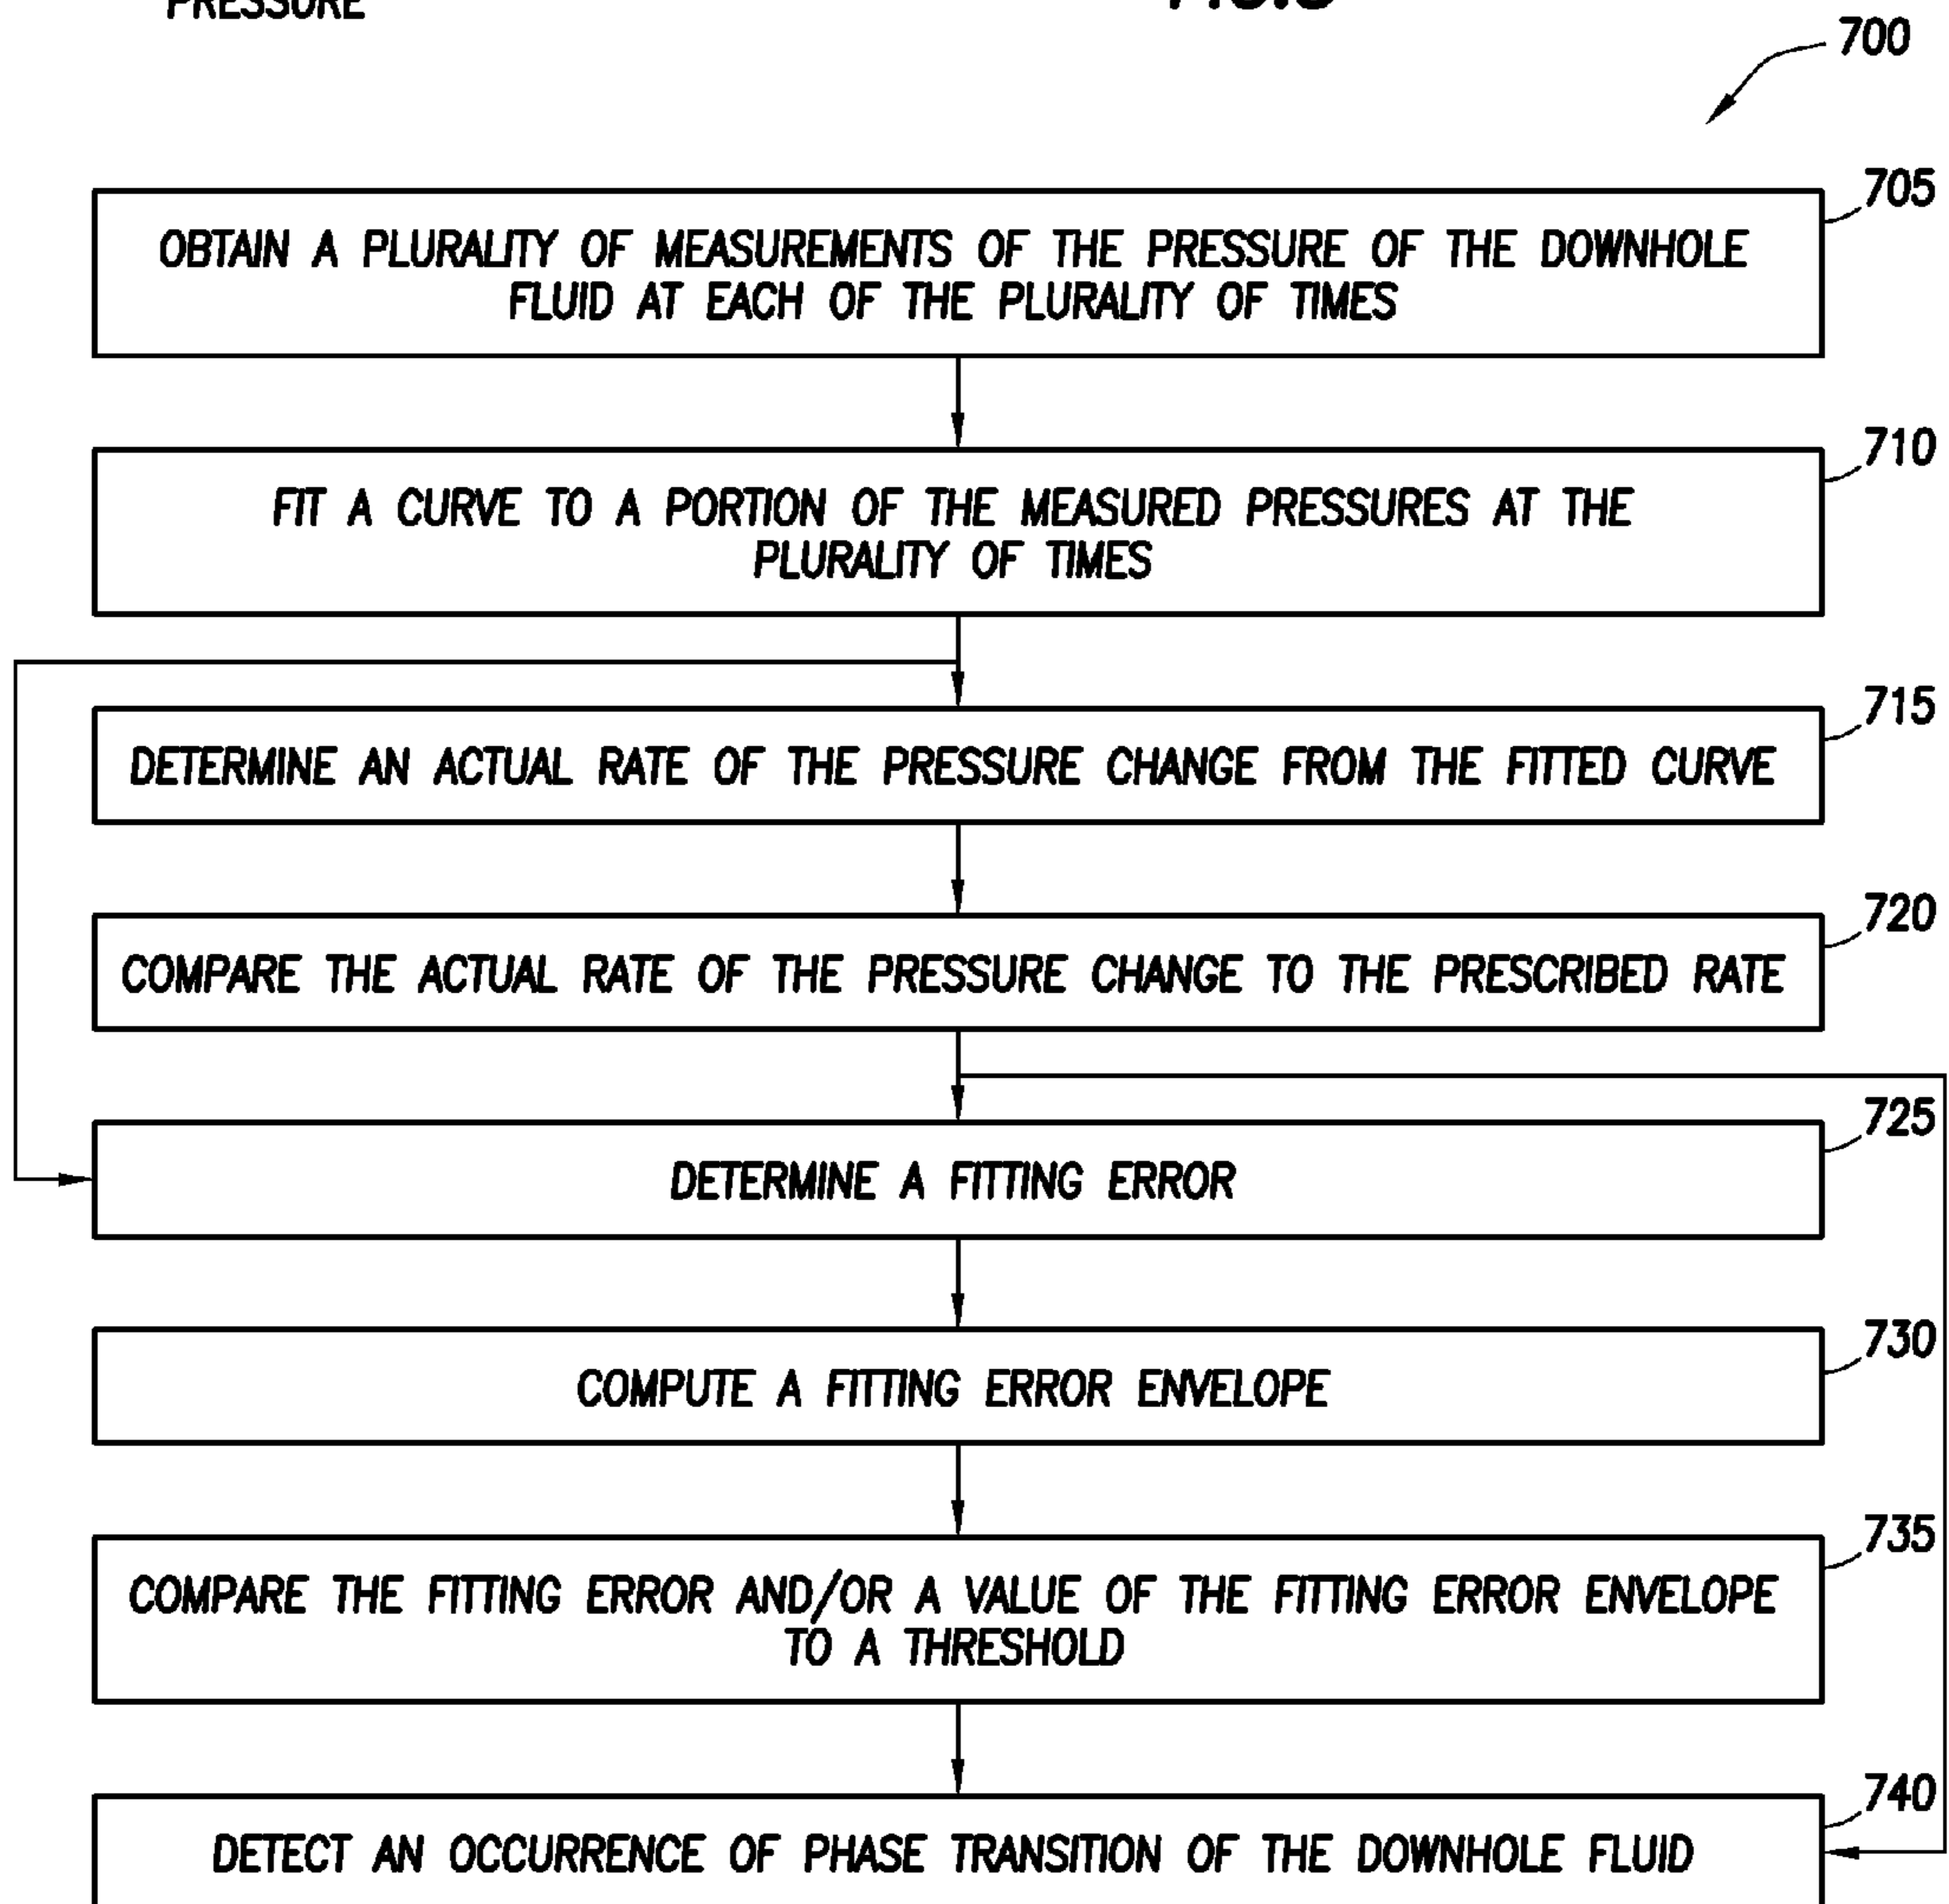 PRESSURE
700
705
OBTAIN A PLURALITY OF MEASUREMENTS OF THE PRESSURE OF THE DOWNHOLE
FLUID AT EACH OF THE PLURALITY OF TIMES
710
FIT A CURVE TO A PORTION OF THE MEASURED PRESSURES AT THE
PLURALITY OF TIMES
715
DETERMINE AN ACTUAL RATE OF THE PRESSURE CHANGE FROM THE FITTED CURVE
720
COMPARE THE ACTUAL RATE OF THE PRESSURE CHANGE TO THE PRESCRIBED RATE
725
DETERMINE A FITTING ERROR
730
COMPUTE A FITTING ERROR ENVELOPE
735
COMPARE THE FITTING ERROR AND/OR A VALUE OF THE FITTING ERROR ENVELOPE
TO A THRESHOLD
740
DETECT AN OCCURRENCE OF PHASE TRANSITION OF THE DOWNHOLE FLUID